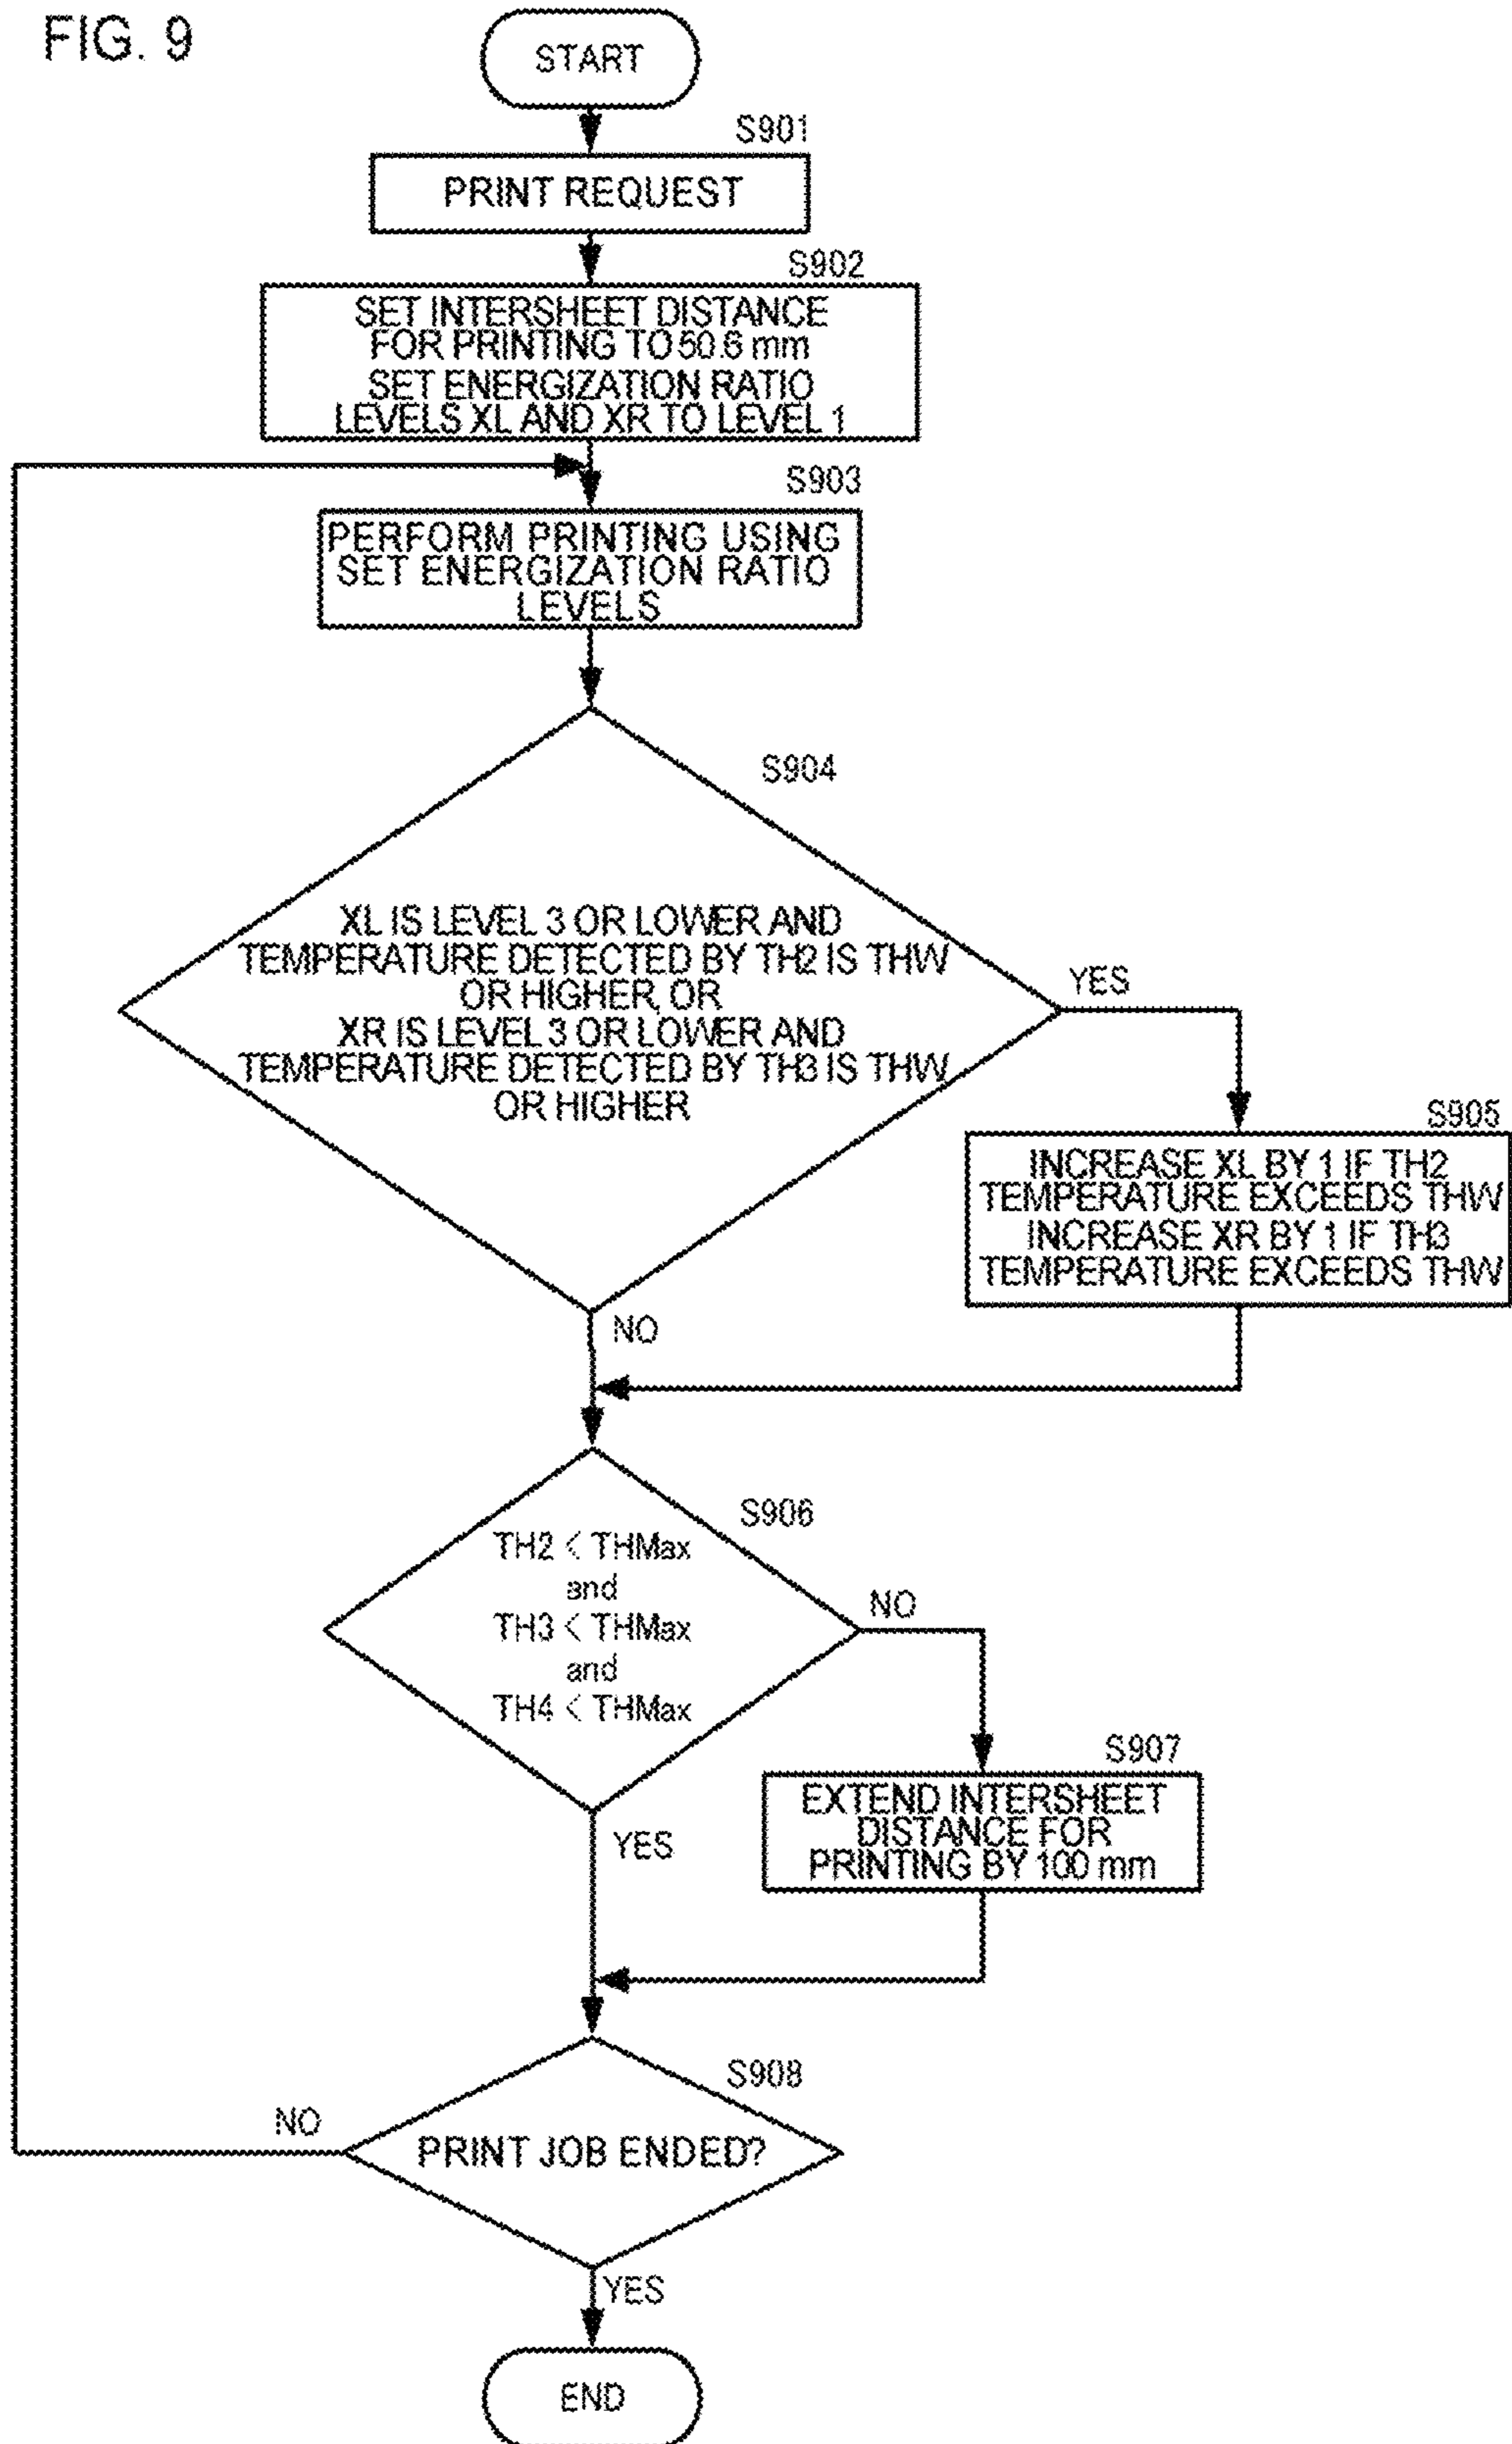 FIG. 9
START
S901
PRINT REQUEST
S902
SET INTERSHEET DISTANCE
FOR PRINTING TO 50.6 mm
SET ENERGIZATION RATIO
LEVELS XL AND XR TO LEVEL 1
S903
PERFORM PRINTING USING
SET ENERGIZATION RATIO
LEVELS
S904
XL IS LEVEL 3 OR LOWER AND
TEMPERATURE DETECTED BY TH2 IS THW
OR HIGHER, OR
XR IS LEVEL 3 OR LOWER AND
TEMPERATURE DETECTED BY TH3 IS THW
OR HIGHER
YES
S905
INCREASE XL BY 1 IF TH2
TEMPERATURE EXCEEDS THW
INCREASE XR BY 1 IF TH3
TEMPERATURE EXCEEDS THW
NO
S906
TH2 < THMax
and
TH3 < THMax
and
TH4 < THMax
NO
S907
EXTEND INTERSHEET
DISTANCE FOR
PRINTING BY 100 mm
YES
S908
NO
PRINT JOB ENDED?
YES
END